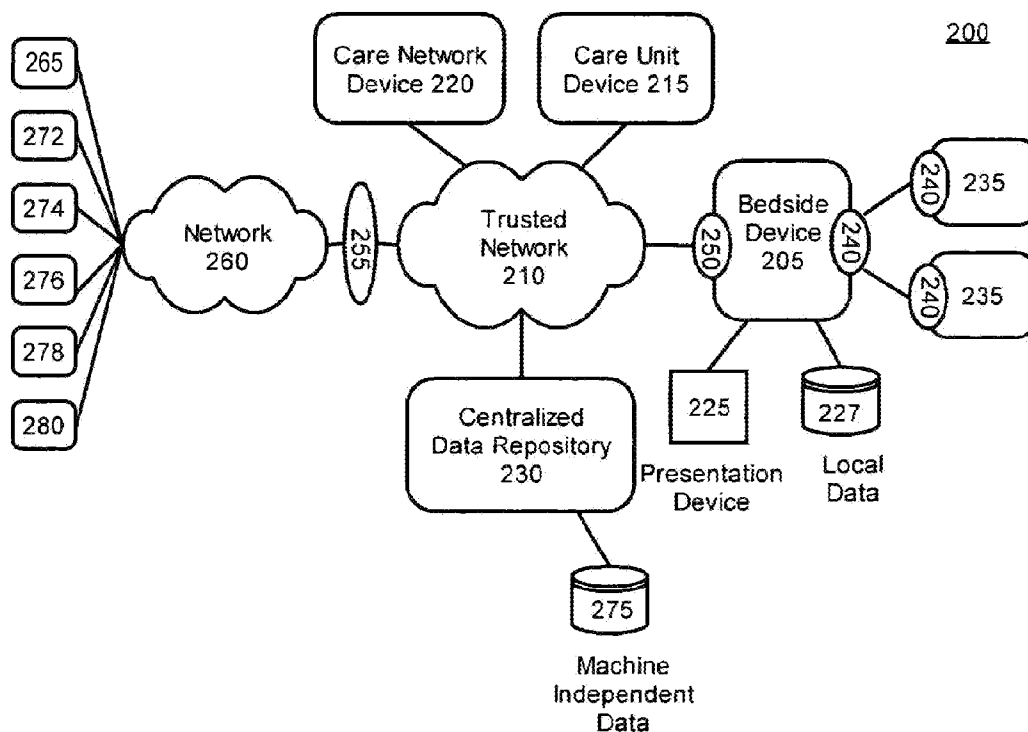 200
265
272
274
276
278
280
Network
260
255
Care Network
Device 220
Care Unit
Device 215
Trusted
Network
210
250
Bedside
Device
205
240
240
235
240
235
Centralized
Data Repository
230
225
Presentation
Device
227
Local
Data
275
Machine
Independent
Data